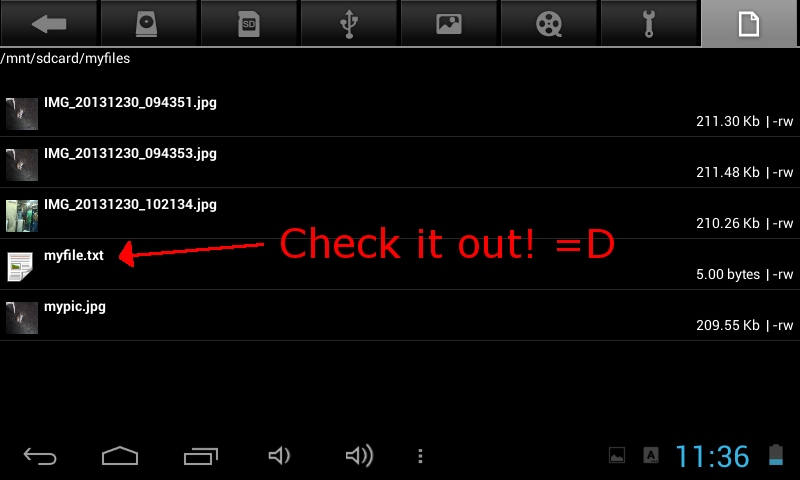 SD
/mnt/sdcard/myfiles
IMG_20131230_094351.jpg
211.30 Kb | -rw
IMG_20131230_094353.jpg
211.48 Kb | -rw
IMG_20131230_102134.jpg
210.26 Kb | -rw
Check it out! =D
myfile.txt
5.00 bytes | -rw
mypic.jpg
209.55 Kb | -rw
A
11:36